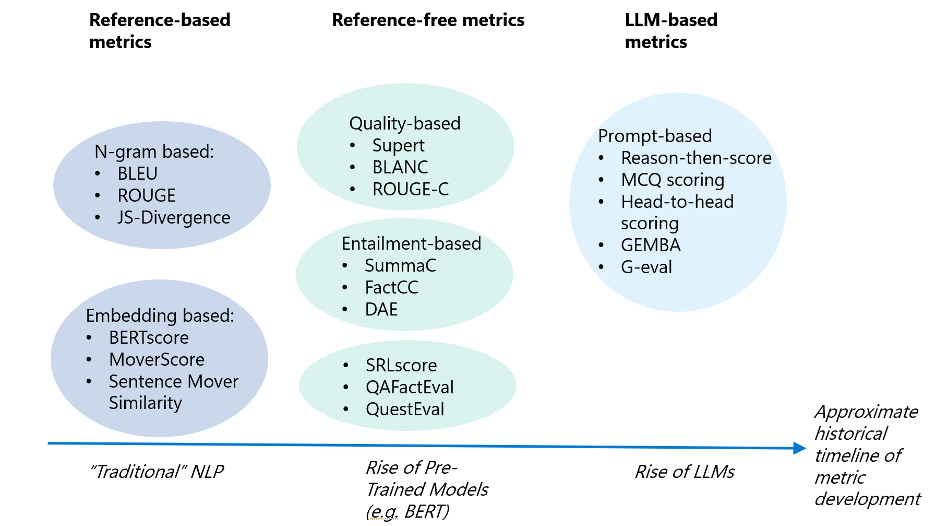 Reference-based
metrics
Reference-free metrics
LLM-based
metrics
N-gram based:
• BLEU
• ROUGE
• JS-Divergence
Embedding based:
• BERTscore
• MoverScore
• Sentence Mover
Similarity
Quality-based
• Supert
• BLANC
• ROUGE-C
Entailment-based
• SummaC
• FactCC
• DAE
• SRLscore
• QAFactEval
• QuestEval
Prompt-based
• Reason-then-score
• MCQ scoring
• Head-to-head
scoring
• GEMBA
• G-eval
“Traditional” NLP
Rise of Pre-
Trained Models
(e.g. BERT)
Rise of LLMs
Approximate
historical
timeline of
metric
development